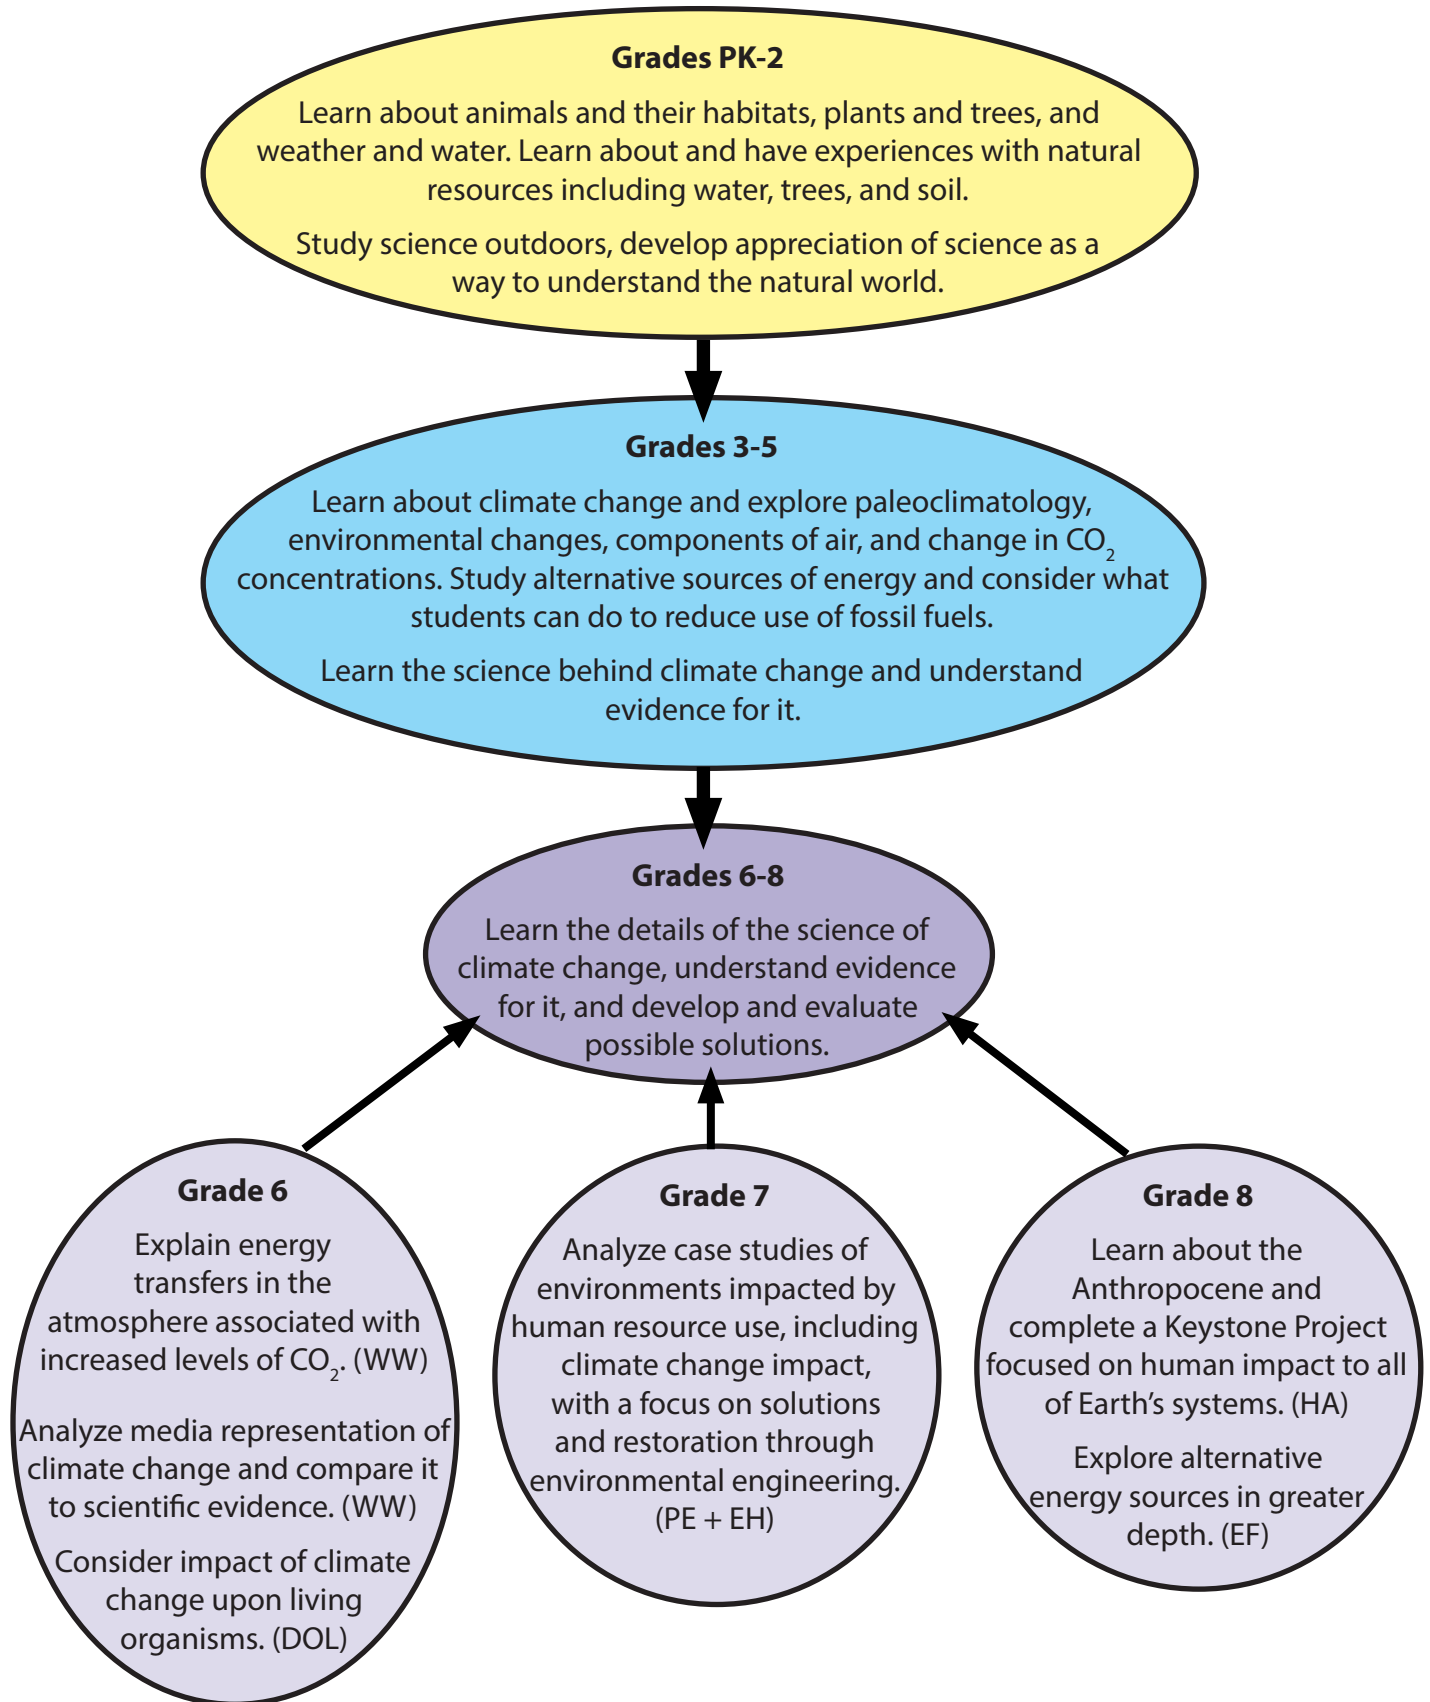 Grades PK-2
Learn about animals and their habitats, plants and trees, and
weather and water. Learn about and have experiences with natural
resources including water, trees, and soil.
Study science outdoors, develop appreciation of science as a
way to understand the natural world.
Grades 3-5
Learn about climate change and explore paleoclimatology,
environmental changes, components of air, and change in CO₂
concentrations. Study alternative sources of energy and consider what
students can do to reduce use of fossil fuels.
Learn the science behind climate change and understand
evidence for it.
Grades 6-8
Learn the details of the science of
climate change, understand evidence
for it, and develop and evaluate
possible solutions.
Grade 6
Explain energy
transfers in the
atmosphere associated with
increased levels of CO₂. (WW)
Analyze media representation of
climate change and compare it
to scientific evidence. (WW)
Consider impact of climate
change upon living
organisms. (DOL)
Grade 7
Analyze case studies of
environments impacted by
human resource use, including
climate change impact,
with a focus on solutions
and restoration through
environmental engineering.
(PE + EH)
Grade 8
Learn about the
Anthropocene and
complete a Keystone Project
focused on human impact to all
of Earth's systems. (HA)
Explore alternative
energy sources in greater
depth. (EF)